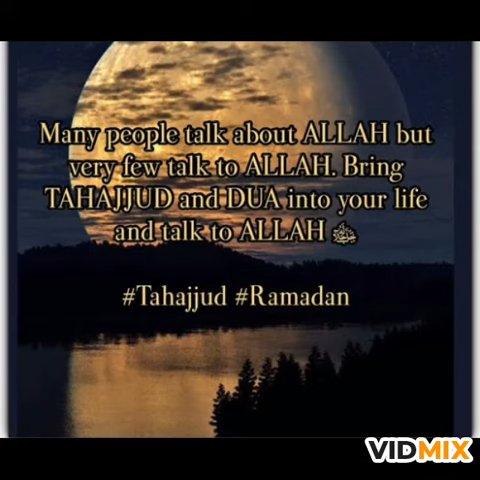 Many people talk about ALLAH but
very few talk to ALLAH. Bring
TAHAJJUD and DUA into your life
and talk to ALLAH ﷻ
#Tahajjud #Ramadan
VIDMIX